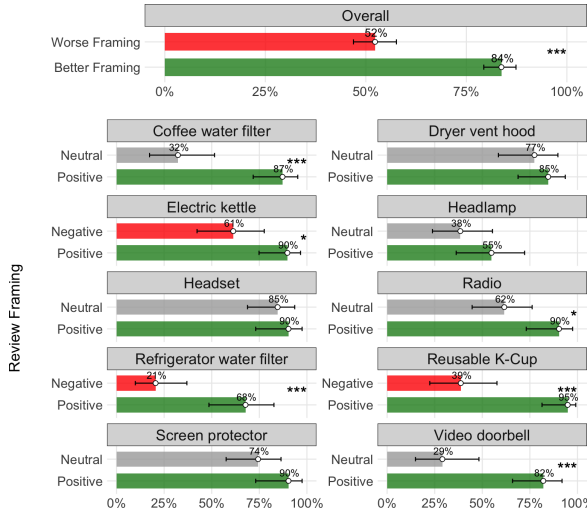 Overall
Worse Framing
52%
Better Framing
84%
***
0% 25% 50% 75% 100%
Review Framing
Coffee water filter
Neutral
32%
Positive
87%
***
Dryer vent hood
Neutral
77%
Positive
85%
Electric kettle
Negative
61%
Positive
90%
*
Headlamp
Neutral
38%
Positive
55%
Headset
Neutral
85%
Positive
90%
Radio
Neutral
62%
Positive
90%
*
Refrigerator water filter
Negative
21%
Positive
68%
***
Reusable K-Cup
Negative
39%
Positive
95%
***
Screen protector
Neutral
74%
Positive
90%
Video doorbell
Neutral
29%
Positive
82%
***
0% 25% 50% 75% 100%
0% 25% 50% 75% 100%